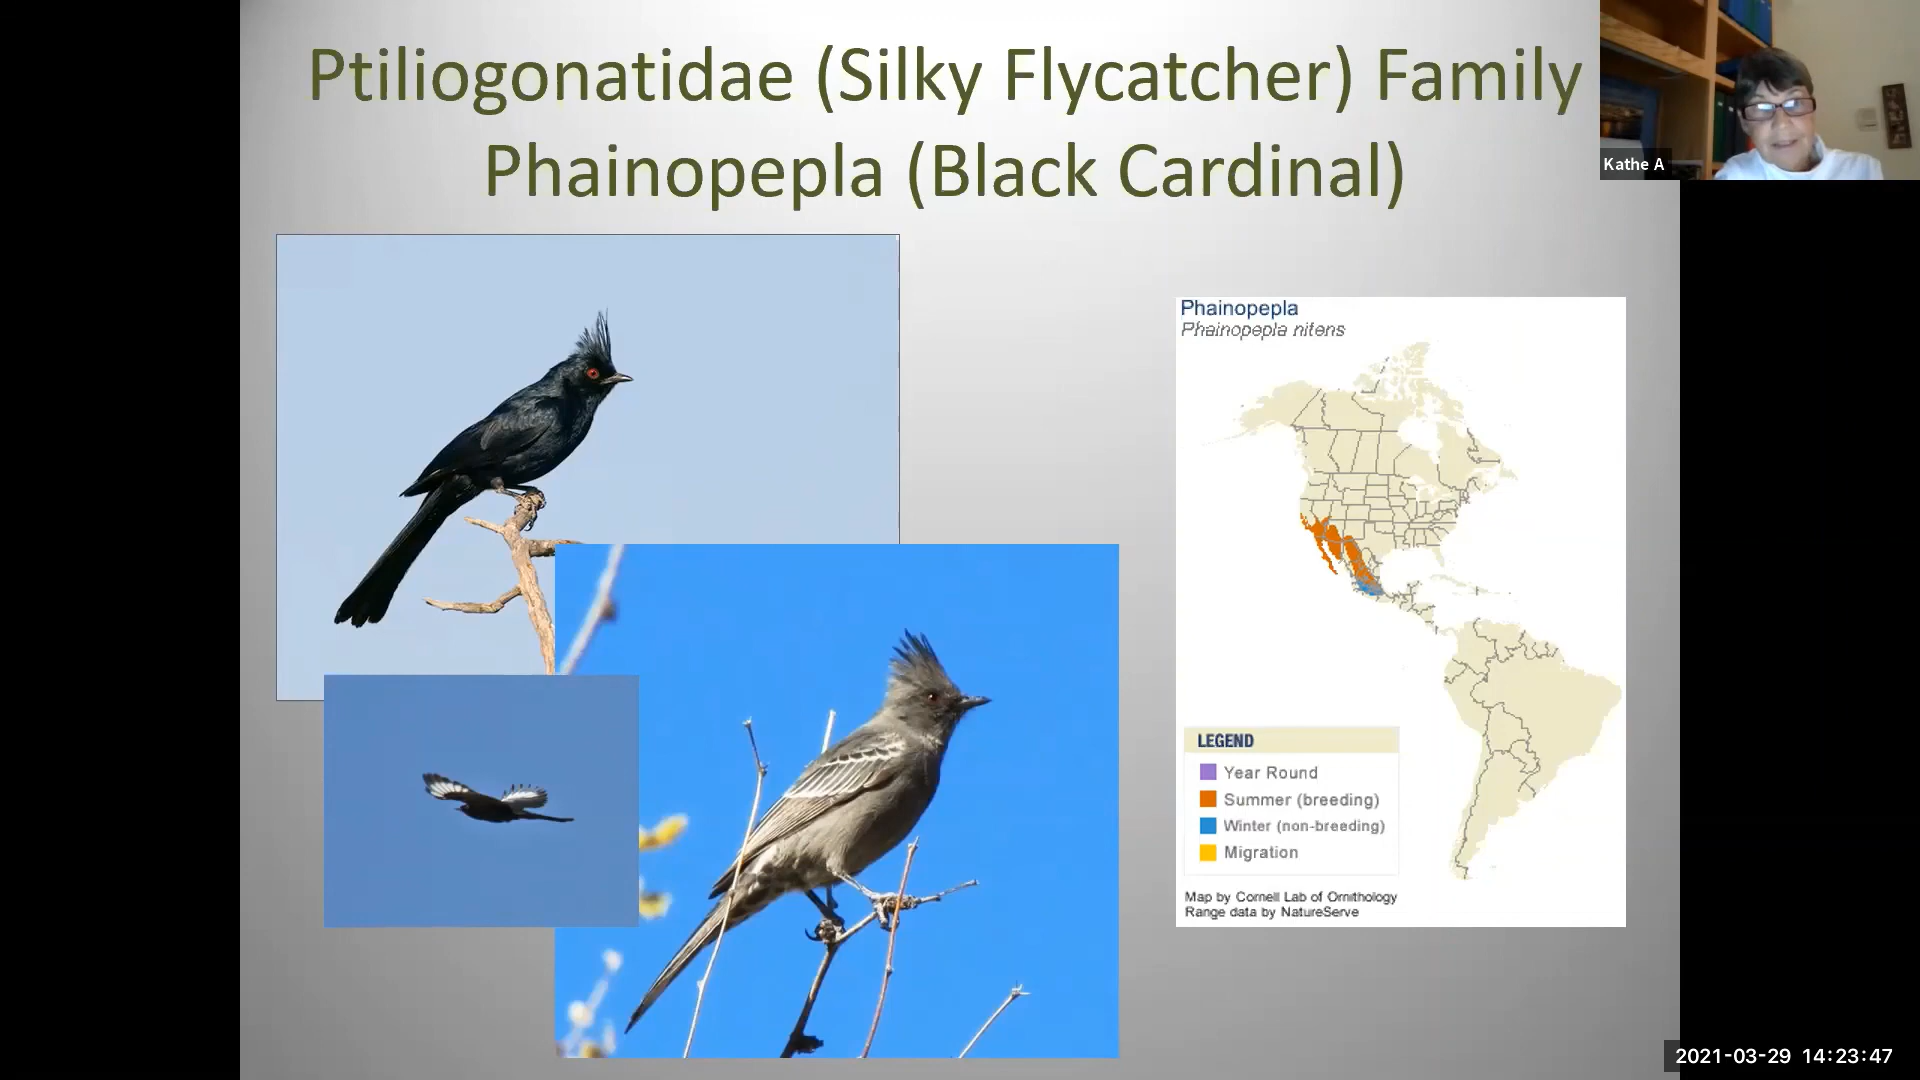 Ptiliogonatidae (Silky Flycatcher) Family
Phainopepla (Black Cardinal)
Kathe A
Phainopepla
Phainopepla nitens
LEGEND
Year Round
Summer (breeding)
Winter (non-breeding)
Migration
Map by Cornell Lab of Ornithology
Range data by NatureServe
2021-03-29 14:23:47